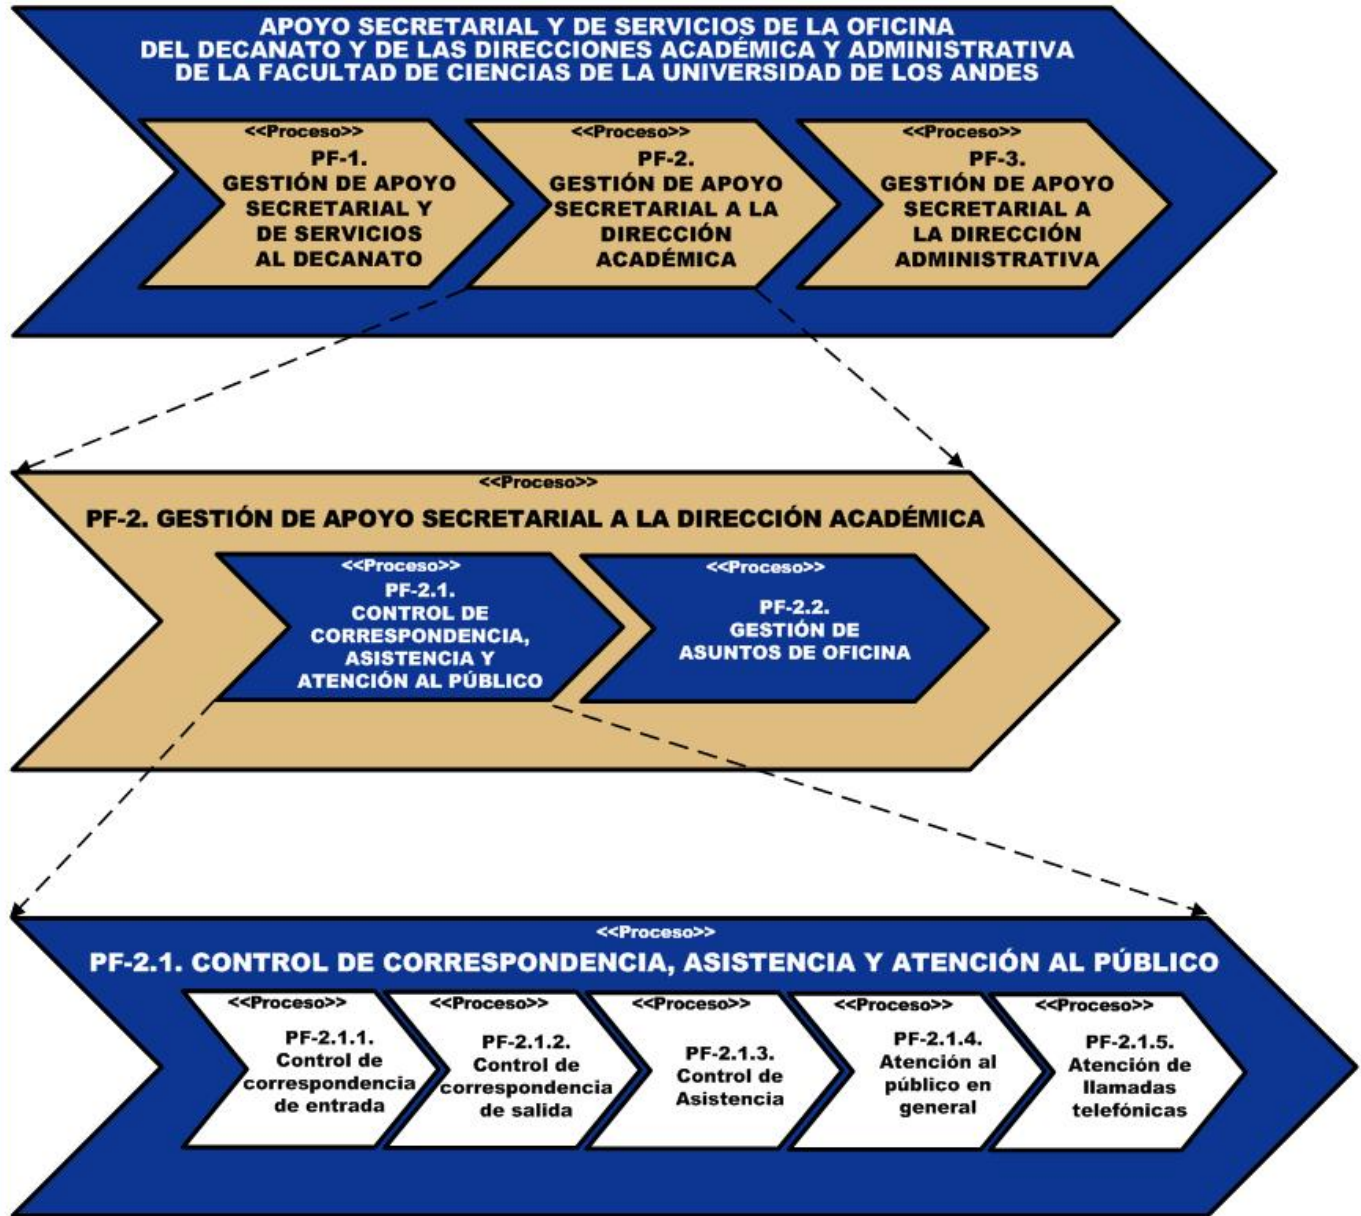 APOYO SECRETARIAL Y DE SERVICIOS DE LA OFICINA
DEL DECANATO Y DE LAS DIRECCIONES ACADÉMICA Y ADMINISTRATIVA
DE LA FACULTAD DE CIENCIAS DE LA UNIVERSIDAD DE LOS ANDES
<<Proceso>>
PF-1.
GESTIÓN DE APOYO
SECRETARIAL Y
DE SERVICIOS
AL DECANATO
<<Proceso>>
PF-2.
GESTIÓN DE APOYO
SECRETARIAL A LA
DIRECCIÓN
ACADÉMICA
<<Proceso>>
PF-3.
GESTIÓN DE APOYO
SECRETARIAL A
LA DIRECCIÓN
ADMINISTRATIVA
<<Proceso>>
PF-2. GESTIÓN DE APOYO SECRETARIAL A LA DIRECCIÓN ACADÉMICA
<<Proceso>>
PF-2.1.
CONTROL DE
CORRESPONDENCIA,
ASISTENCIA Y
ATENCIÓN AL PÚBLICO
<<Proceso>>
PF-2.2.
GESTIÓN DE
ASUNTOS DE OFICINA
<<Proceso>>
PF-2.1. CONTROL DE CORRESPONDENCIA, ASISTENCIA Y ATENCIÓN AL PÚBLICO
<<Proceso>>
PF-2.1.1.
Control de
correspondencia
de entrada
<<Proceso>>
PF-2.1.2.
Control de
correspondencia
de salida
<<Proceso>>
PF-2.1.3.
Control de
Asistencia
<<Proceso>>
PF-2.1.4.
Atención al
público en
general
<<Proceso>>
PF-2.1.5.
Atención de
llamadas
telefónicas